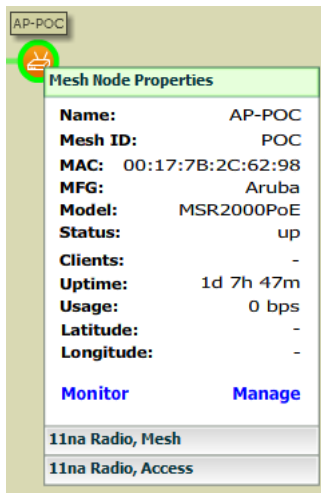 AP-POC
Mesh Node Properties
Name: AP-POC
Mesh ID: POC
MAC: 00:17:7B:2C:62:98
MFG: Aruba
Model: MSR2000PoE
Status: up
Clients: -
Uptime: 1d 7h 47m
Usage: 0 bps
Latitude: -
Longitude: -
Monitor Manage
11na Radio, Mesh
11na Radio, Access